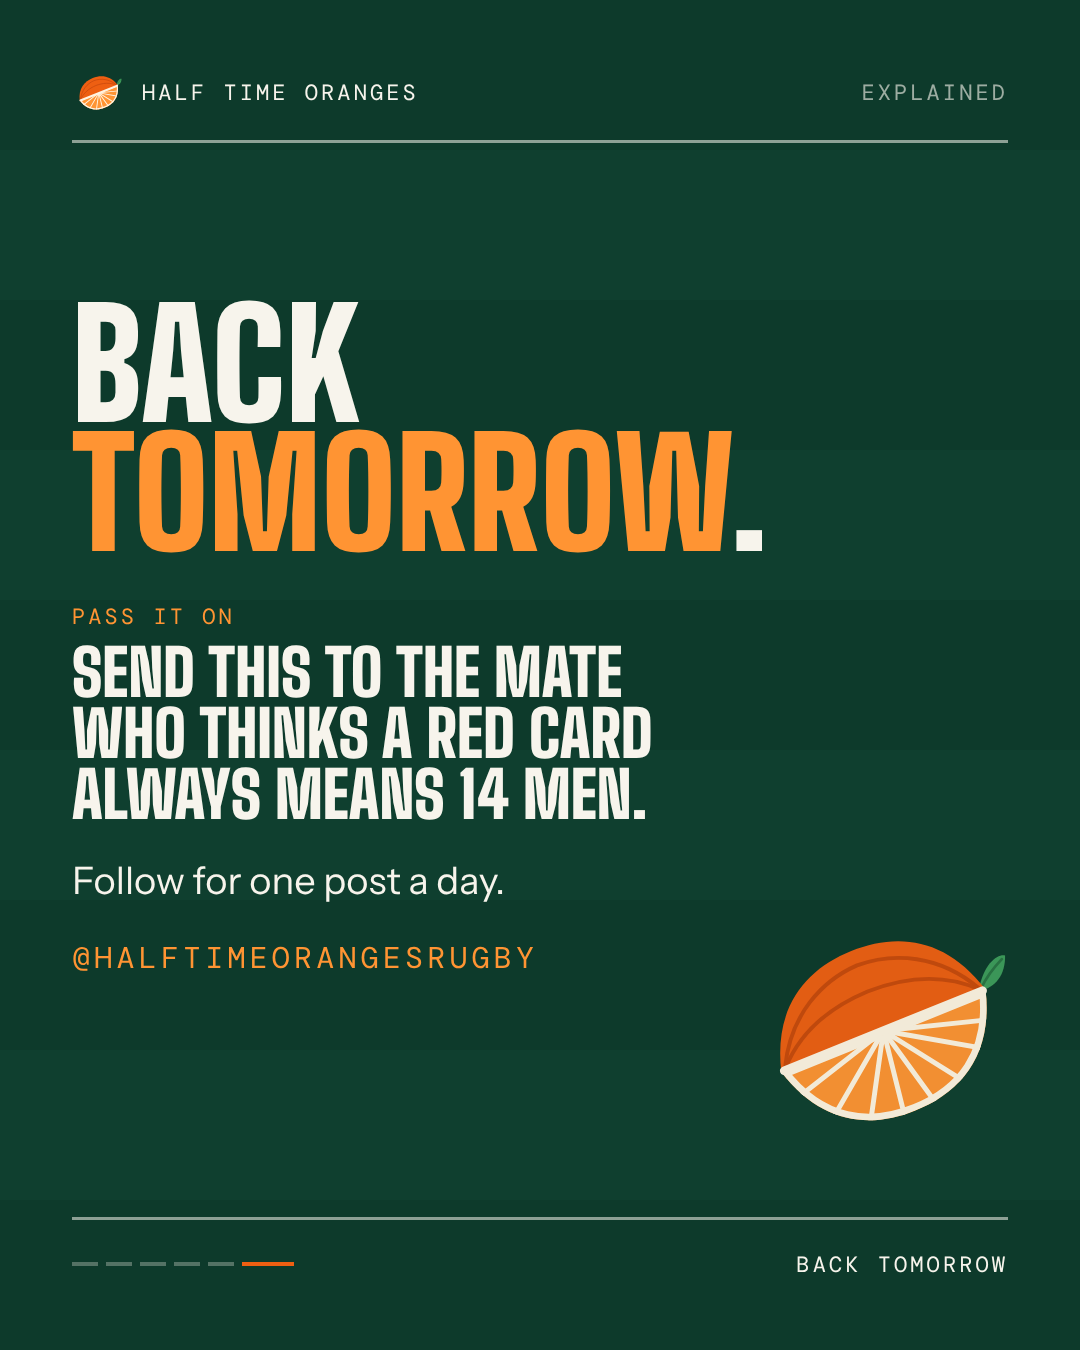 HALF TIME ORANGES
EXPLAINED
BACK
TOMORROW.
PASS IT ON
SEND THIS TO THE MATE
WHO THINKS A RED CARD
ALWAYS MEANS 14 MEN.
Follow for one post a day.
@HALFTIMEORANGESRUGBY
BACK TOMORROW